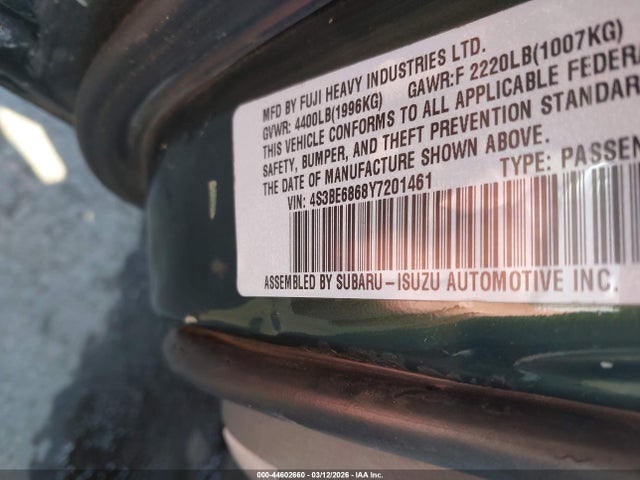 MFD BY FUJI HEAVY INDUSTRIES LTD.
GVWR: 4400LB(1996KG) GAWR:F 2220LB(1007KG)
THIS VEHICLE CONFORMS TO ALL APPLICABLE FEDERA
SAFETY, BUMPER, AND THEFT PREVENTION STANDAR
THE DATE OF MANUFACTURE SHOWN ABOVE.
VIN: 4S3BE6868Y7201461 TYPE: PASSEN
ASSEMBLED BY SUBARU-ISUZU AUTOMOTIVE INC.
000-44602660 - 03/12/2026 - IAA Inc.